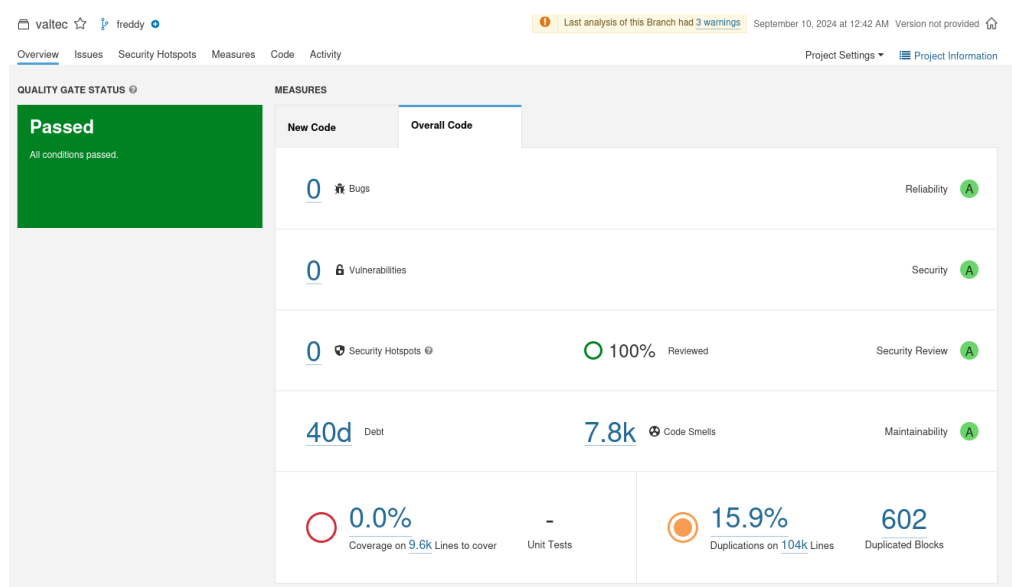 valtec freddy Last analysis of this Branch had 3 warnings September 10, 2024 at 12:42 AM Version not provided
Overview Issues Security Hotspots Measures Code Activity Project Settings Project Information
QUALITY GATE STATUS
Passed
All conditions passed.
MEASURES
New Code Overall Code
0 Bugs Reliability A
0 Vulnerabilities Security A
0 Security Hotspots 100% Reviewed Security Review A
40d Debt 7.8k Code Smells Maintainability A
0.0%
Coverage on 9.6k Lines to cover
-
Unit Tests
15.9%
Duplications on 104k Lines
602
Duplicated Blocks